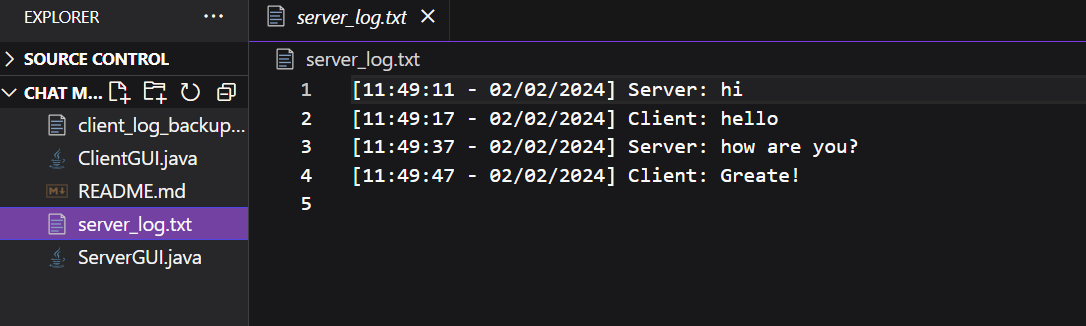 EXPLORER
SOURCE CONTROL
CHAT M...
client_log_backup...
ClientGUI.java
README.md
server_log.txt
ServerGUI.java
server_log.txt
server_log.txt
1 [11:49:11 - 02/02/2024] Server: hi
2 [11:49:17 - 02/02/2024] Client: hello
3 [11:49:37 - 02/02/2024] Server: how are you?
4 [11:49:47 - 02/02/2024] Client: Greate!
5